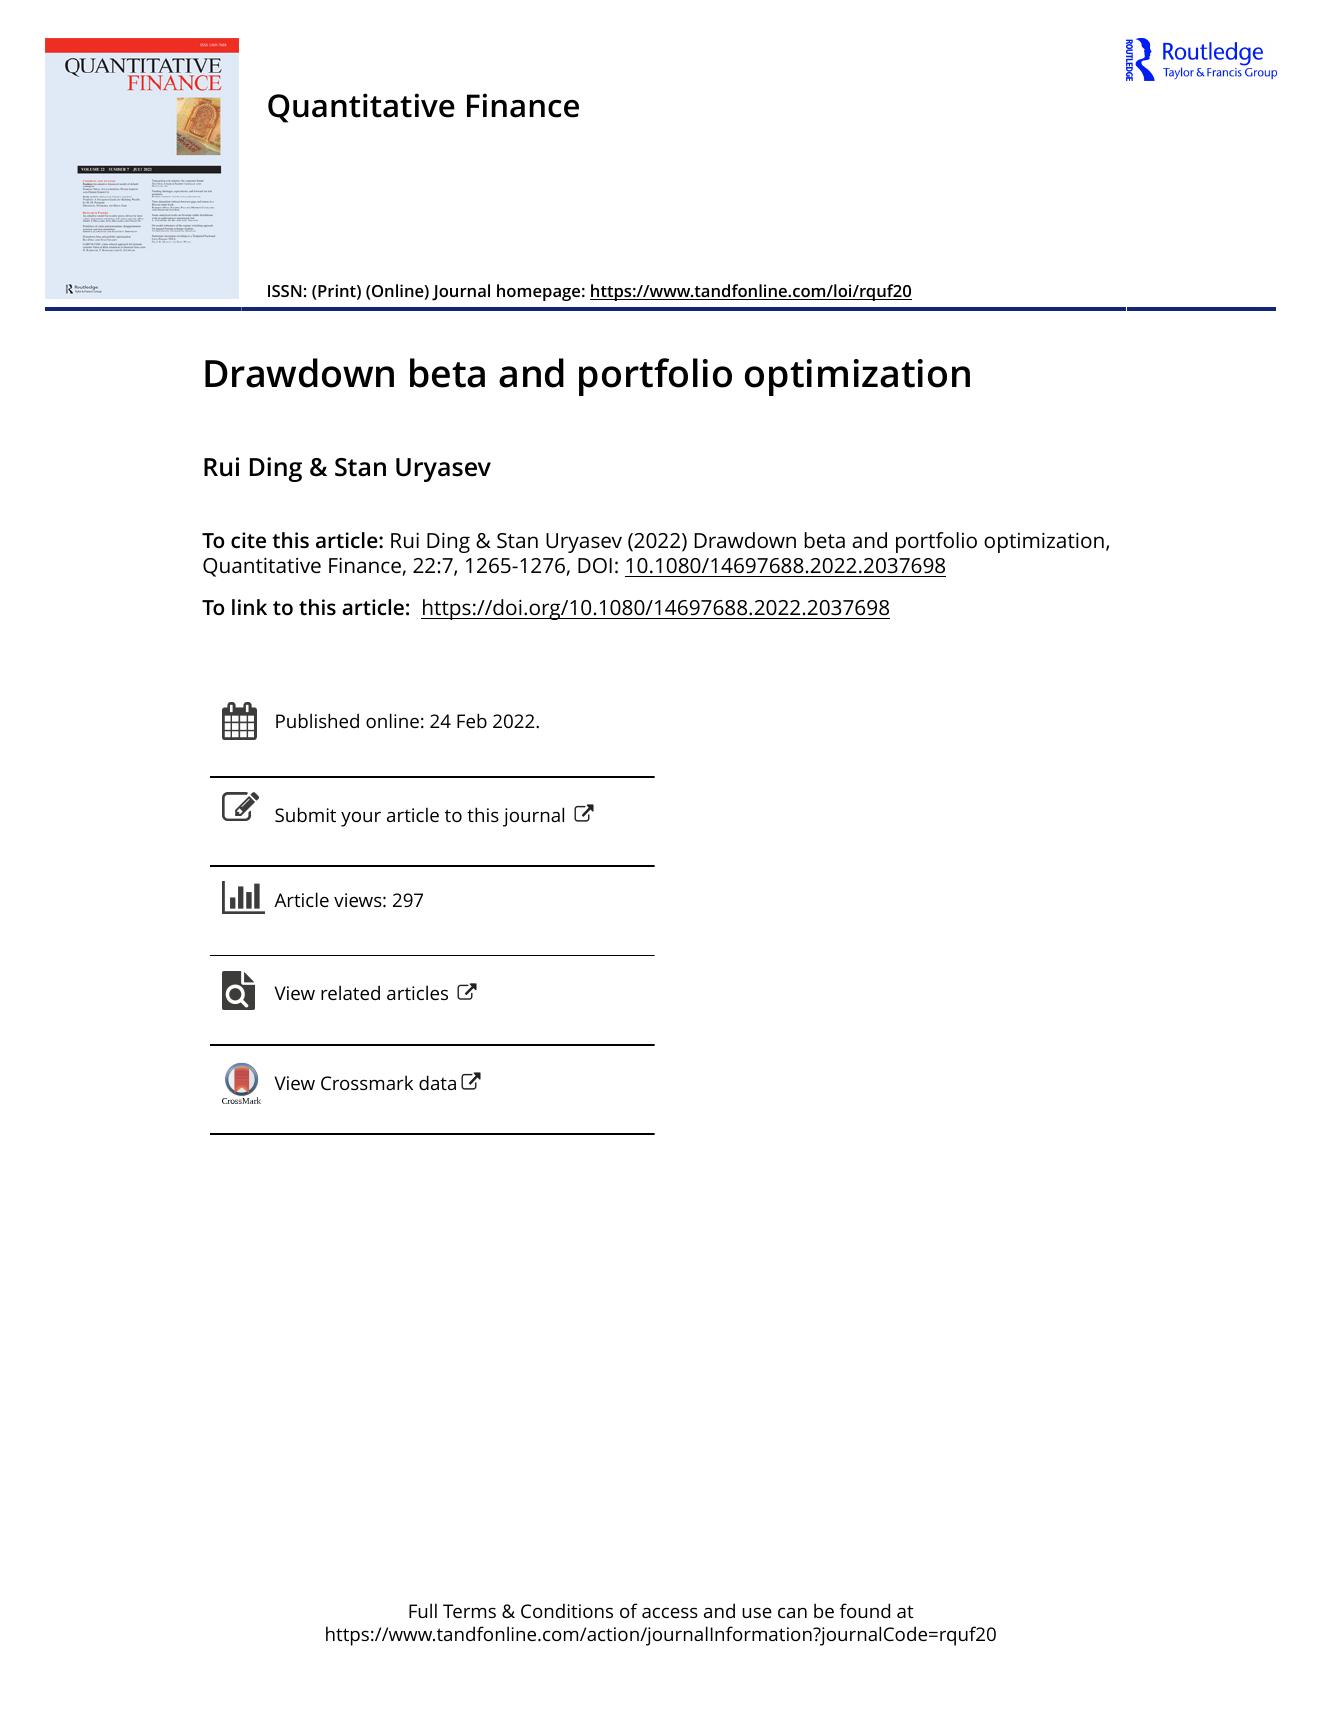 ISSN 1469-7688
QUANTITATIVE
FINANCE
VOLUME 22 NUMBER 7 JULY 2022
Routledge
Quantitative Finance
ROUTLEDGE
Routledge
Taylor & Francis Group
ISSN: (Print) (Online) Journal homepage: https://www.tandfonline.com/loi/rquf20
Drawdown beta and portfolio optimization
Rui Ding & Stan Uryasev
To cite this article: Rui Ding & Stan Uryasev (2022) Drawdown beta and portfolio optimization,
Quantitative Finance, 22:7, 1265-1276, DOI: 10.1080/14697688.2022.2037698
To link to this article: https://doi.org/10.1080/14697688.2022.2037698
Published online: 24 Feb 2022.
Submit your article to this journal
Article views: 297
View related articles
View Crossmark data
CrossMark
Full Terms & Conditions of access and use can be found at
https://www.tandfonline.com/action/journalInformation?journalCode=rquf20